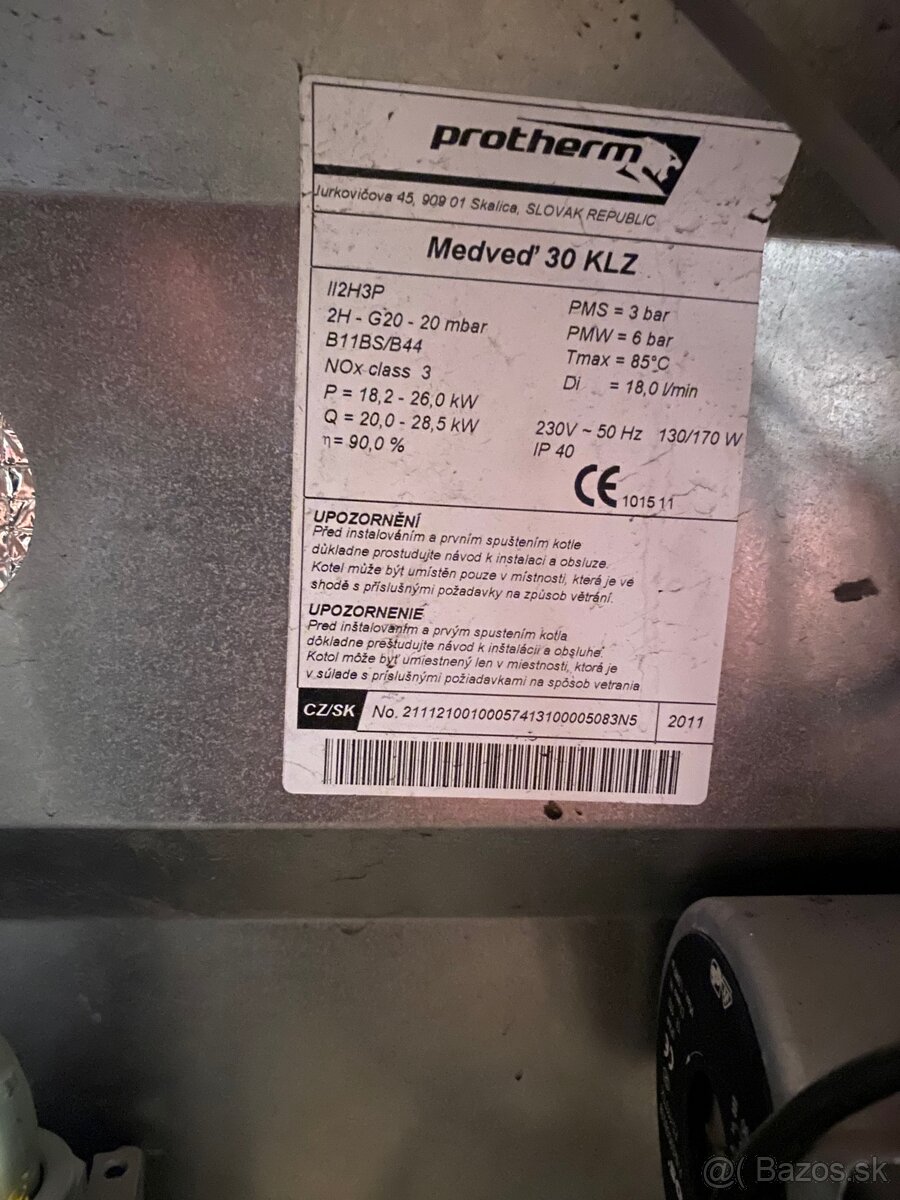 protherm
Jurkovičova 45, 909 01 Skalica, SLOVAK REPUBLIC
Medveď 30 KLZ
II2H3P
2H - G20 - 20 mbar
B11BS/B44
NOx class 3
P = 18,2 - 26,0 kW
Q = 20,0 - 28,5 kW
η = 90,0 %
PMS = 3 bar
PMW = 6 bar
Tmax = 85°C
Di = 18,0 l/min
230V ~ 50 Hz 130/170 W
IP 40
CE 1015 11
UPOZORNĚNÍ
Před instalováním a prvním spuštením kotle
důkladne prostudujte návod k instalaci a obsluze.
Kotel může být umístěn pouze v místnosti, která je vé
shodě s příslušnými požadavky na způsob větrání.
UPOZORNENIE
Pred inštalovaním a prvým spustením kotla
dôkladne preštudujte návod k inštalácii a obsluhe.
Kotol môže byť umiestnený len v miestnosti, ktorá je
v súlade s príslušnými požiadavkami na spôsob vetrania
CZ/SK No. 21112100100057413100005083N5 2011
@( Bazos.sk